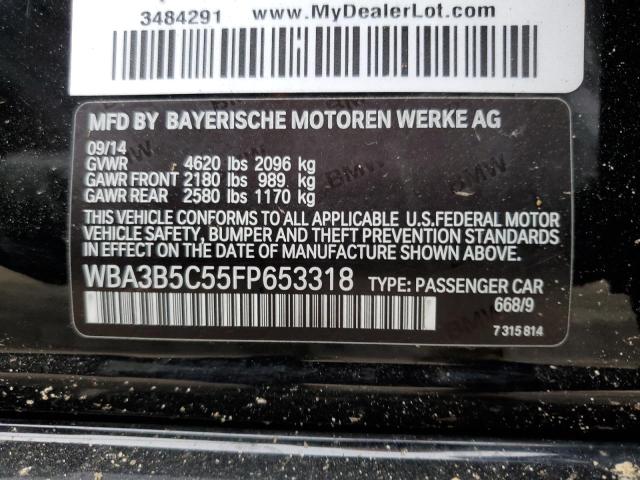 3484291 www.MyDealerLot.com
MFD BY BAYERISCHE MOTOREN WERKE AG
09/14
GVWR 4620 lbs 2096 kg
GAWR FRONT 2180 lbs 989 kg
GAWR REAR 2580 lbs 1170 kg
THIS VEHICLE CONFORMS TO ALL APPLICABLE U.S.FEDERAL MOTOR
VEHICLE SAFETY, BUMPER, AND THEFT PREVENTION STANDARDS
IN EFFECT ON THE DATE OF MANUFACTURE SHOWN ABOVE.
WBA3B5C55FP653318 TYPE: PASSENGER CAR
668/9
7 315 814